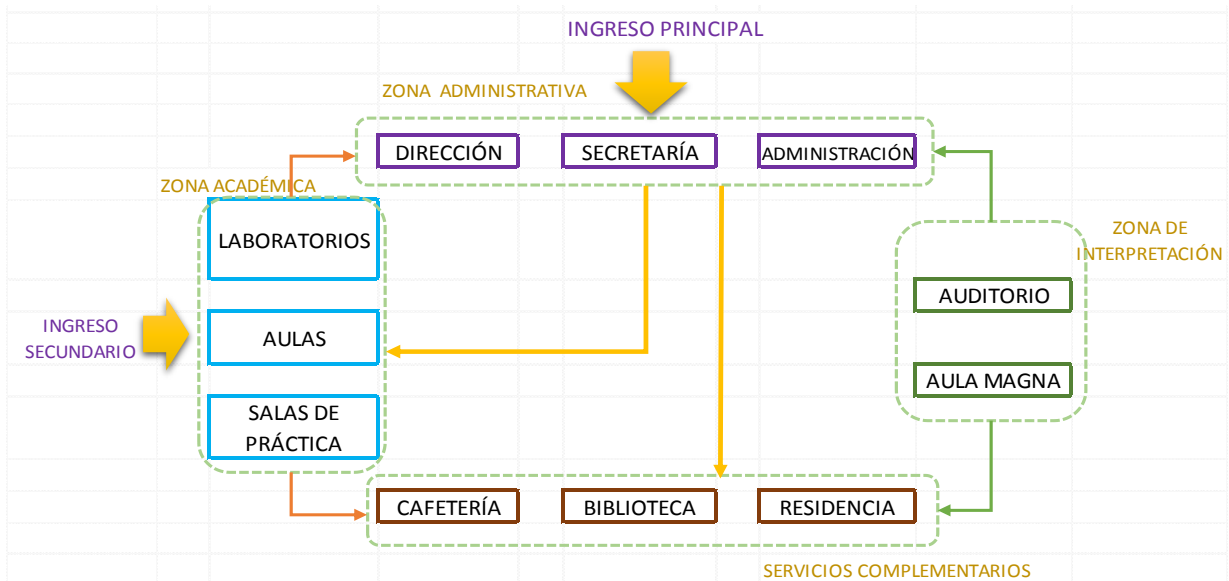 INGRESO PRINCIPAL
ZONA ADMINISTRATIVA
DIRECCIÓN
SECRETARÍA
ADMINISTRACIÓN
ZONA ACADÉMICA
LABORATORIOS
ZONA DE
INTERPRETACIÓN
AUDITORIO
INGRESO
SECUNDARIO
AULAS
AULA MAGNA
SALAS DE
PRÁCTICA
CAFETERÍA
BIBLIOTECA
RESIDENCIA
SERVICIOS COMPLEMENTARIOS